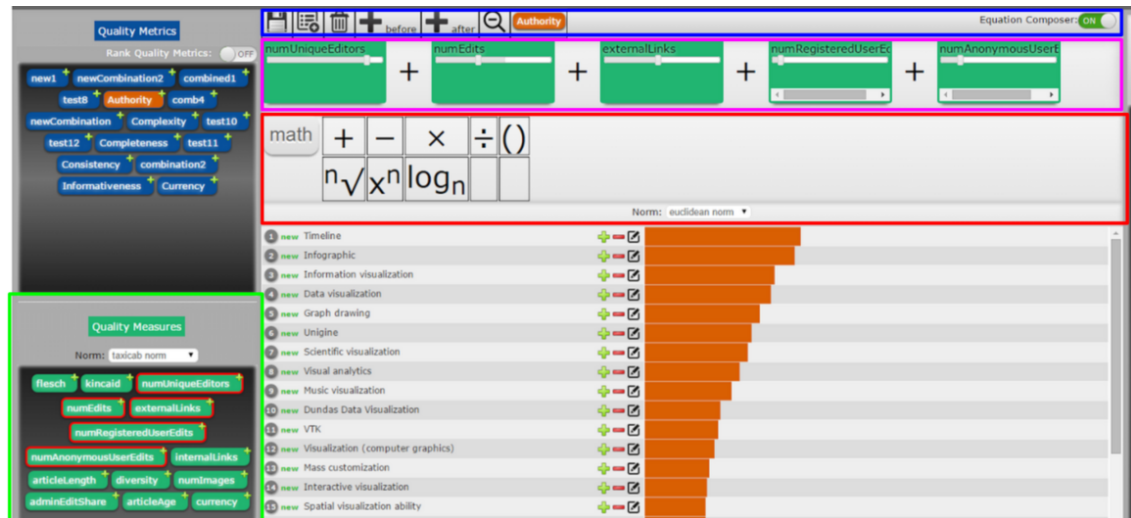 Quality Metrics
Rank Quality Metrics: OFF
new1 newCombination2 combined1
test8 Authority comb4
newCombination Complexity test10
test12 Completeness test11
Consistency combination2
Informativeness Currency
Quality Measures
Norm: taxicab norm
flesch kincaid numUniqueEditors
numEdits externalLinks
numRegisteredUserEdits
numAnonymousUserEdits internalLinks
articleLength diversity numImages
adminEditShare articleAge currency
before after Authority Equation Composer: ON
numUniqueEditors + numEdits + externalLinks + numRegisteredUserEc + numAnonymousUserE
math + − × ÷ ()
n√ xn logn
Norm: euclidean norm
1 new Timeline
2 new Infographic
3 new Information visualization
4 new Data visualization
5 new Graph drawing
6 new Unigine
7 new Scientific visualization
8 new Visual analytics
9 new Music visualization
10 new Dundas Data Visualization
11 new VTK
12 new Visualization (computer graphics)
13 new Mass customization
14 new Interactive visualization
15 new Spatial visualization ability